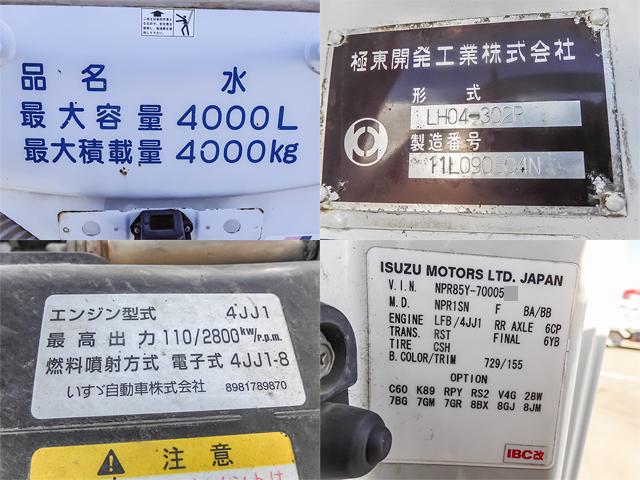 品名 水
最大容量 4000L
最大積載量 4000kg
極東開発工業株式会社
形式
LH04-302R
製造番号
エンジン型式 4JJ1
最高出力 110/2800 kw/r.p.m.
燃料噴射方式 電子式 4JJ1-8
いすゞ自動車株式会社 8981789870
注意
ISUZU MOTORS LTD. JAPAN
V.I.N. NPR85Y-70005
M.D. NPR1SN F BA/BB
ENGINE LFB/4JJ1 RR AXLE 6CP
TRANS. RST FINAL 6YB
TIRE CSH
B.COLOR/TRIM 729/155
OPTION
C60 K89 RPY RS2 V4G 28W
7BG 7GM 7GR 8BX 8GJ 8JM
IBC改